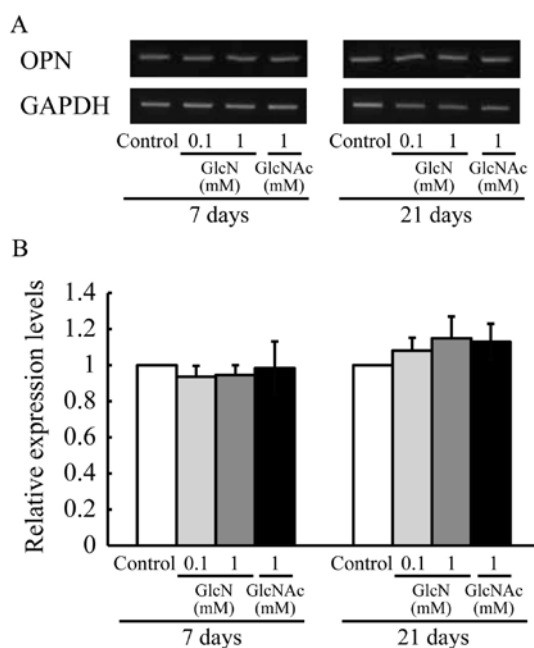 A
OPN
GAPDH
Control 0.1 1 1 Control 0.1 1 1
GlcN GlcNAc GlcN GlcNAc
(mM) (mM) (mM) (mM)
7 days 21 days
B
Relative expression levels
1.4
1.2
1
0.8
0.6
0.4
0.2
0
Control 0.1 1 1 Control 0.1 1 1
GlcN GlcNAc GlcN GlcNAc
(mM) (mM) (mM) (mM)
7 days 21 days